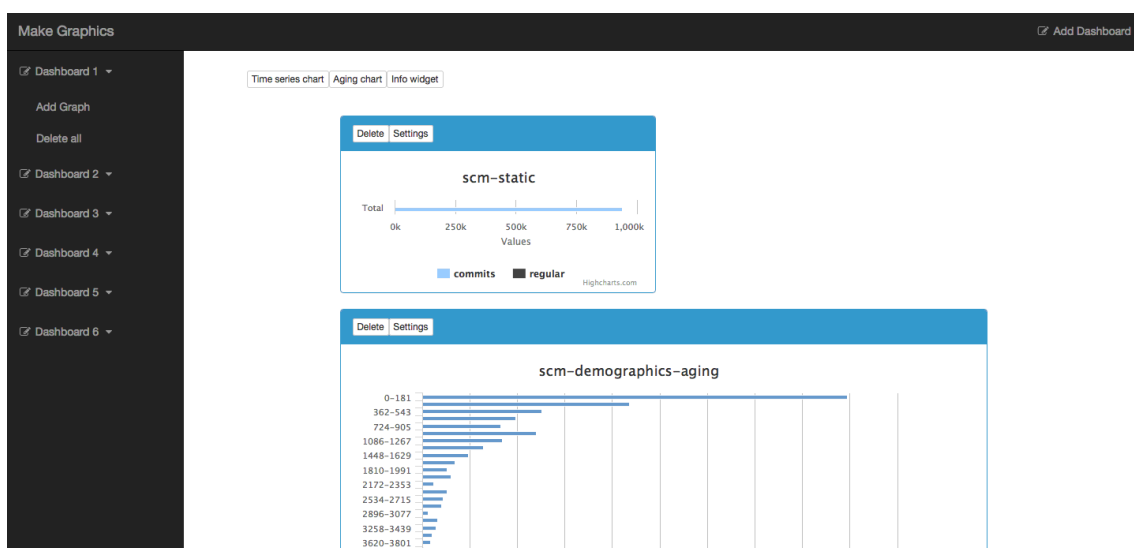 Make Graphics
Add Dashboard
Dashboard 1
Add Graph
Delete all
Dashboard 2
Dashboard 3
Dashboard 4
Dashboard 5
Dashboard 6
Time series chart Aging chart Info widget
Delete Settings
scm-static
Total
0k 250k 500k 750k 1,000k
Values
commits regular
Highcharts.com
Delete Settings
scm-demographics-aging
0-181
362-543
724-905
1086-1267
1448-1629
1810-1991
2172-2353
2534-2715
2896-3077
3258-3439
3620-3801